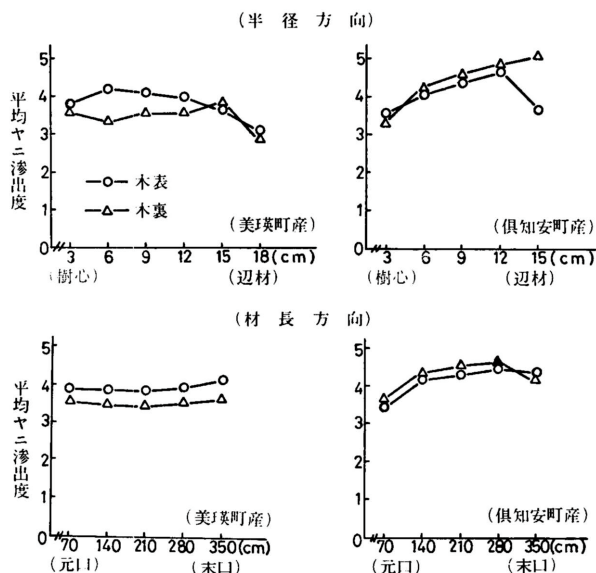 (半径方向)
5
4
3
2
1
0
平均ヤニ滲出度
木表
木裏
(美瑛町産)
3 6 9 12 15 18(cm)
(樹心) (辺材)
5
4
3
2
1
0
(倶知安町産)
3 6 9 12 15(cm)
(樹心) (辺材)
(材長方向)
5
4
3
2
1
0
平均ヤニ滲出度
(美瑛町産)
70 140 210 280 350(cm)
(元口) (末口)
5
4
3
2
1
0
(倶知安町産)
70 140 210 280 350(cm)
(元口) (末口)